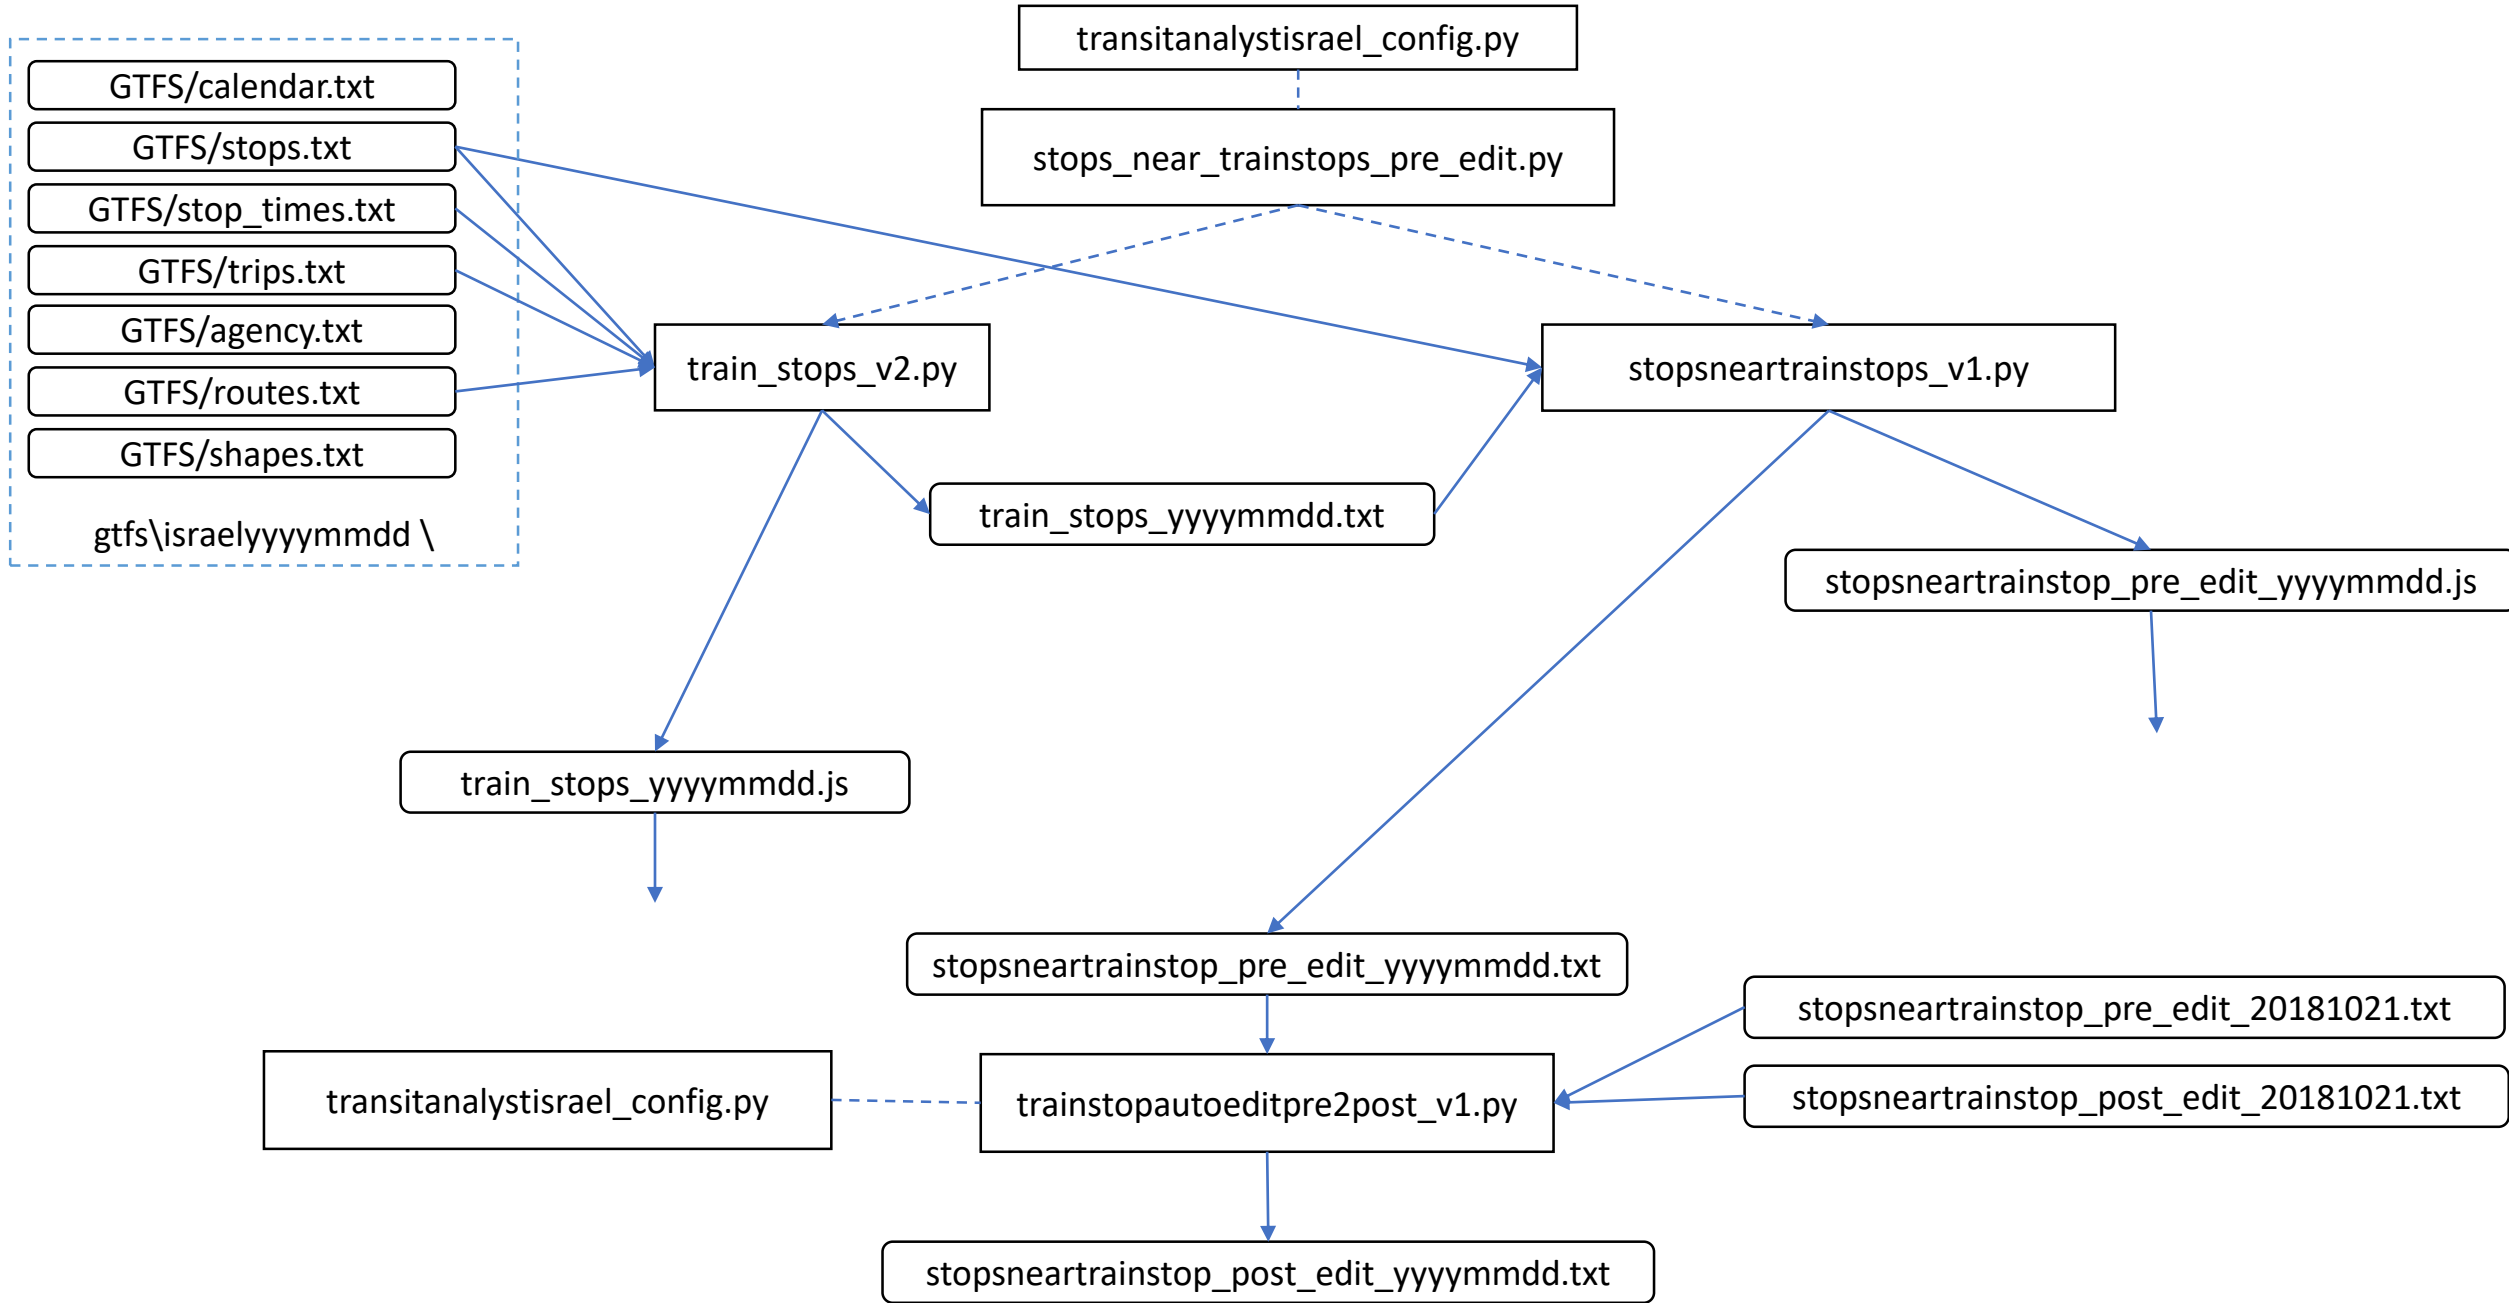 transitanalystisrael_config.py
GTFS/calendar.txt
GTFS/stops.txt
stops_near_trainstops_pre_edit.py
GTFS/stop_times.txt
GTFS/trips.txt
GTFS/agency.txt
train_stops_v2.py
stopsneartrainstops_v1.py
GTFS/routes.txt
GTFS/shapes.txt
train_stops_yyyymmdd.txt
gtfs\israelyyyymmdd \
stopsneartrainstop_pre_edit_yyyymmdd.js
train_stops_yyyymmdd.js
stopsneartrainstop_pre_edit_yyyymmdd.txt
stopsneartrainstop_pre_edit_20181021.txt
transitanalystisrael_config.py
trainstopautoeditpre2post_v1.py
stopsneartrainstop_post_edit_20181021.txt
stopsneartrainstop_post_edit_yyyymmdd.txt